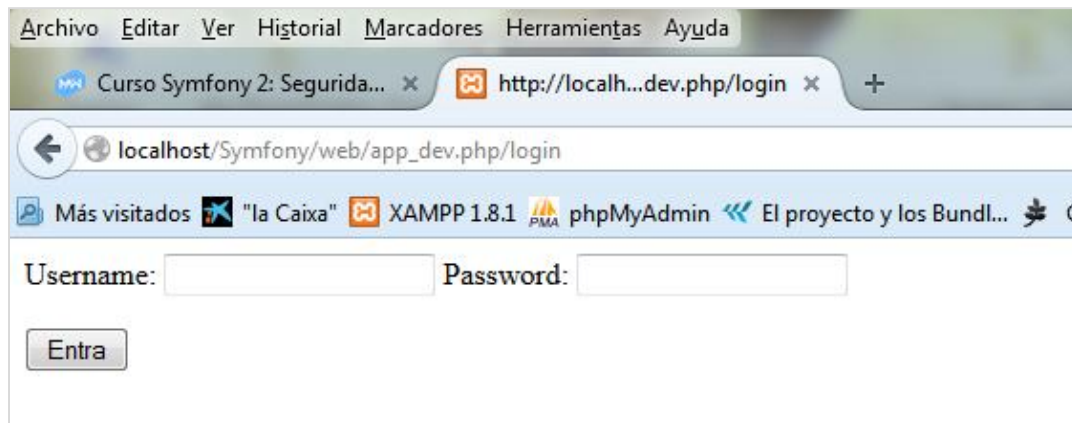 Archivo Editar Ver Historial Marcadores Herramientas Ayuda
Curso Symfony 2: Segurida... × http://localh...dev.php/login × +
localhost/Symfony/web/app_dev.php/login
Más visitados "la Caixa" XAMPP 1.8.1 PMA phpMyAdmin El proyecto y los Bundl...
Username: Password:
Entra